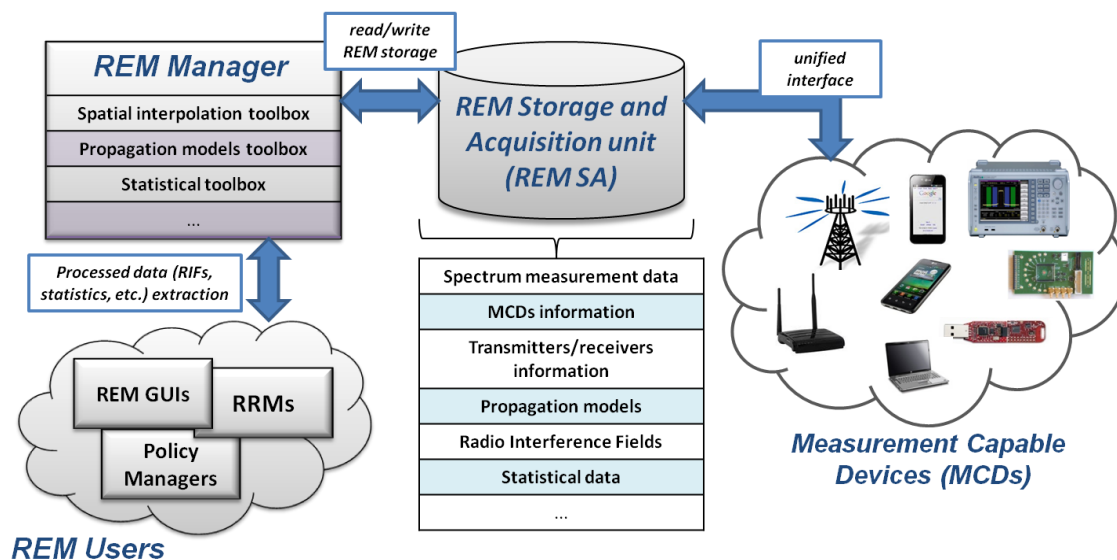 read/write
REM storage
REM Manager
Spatial interpolation toolbox
Propagation models toolbox
Statistical toolbox
...
REM Storage and
Acquisition unit
(REM SA)
unified
interface
Processed data (RIFs,
statistics, etc.) extraction
Spectrum measurement data
MCDs information
Transmitters/receivers
information
Propagation models
Radio Interference Fields
Statistical data
...
REM GUIs
RRMs
Policy
Managers
REM Users
Google
Measurement Capable
Devices (MCDs)